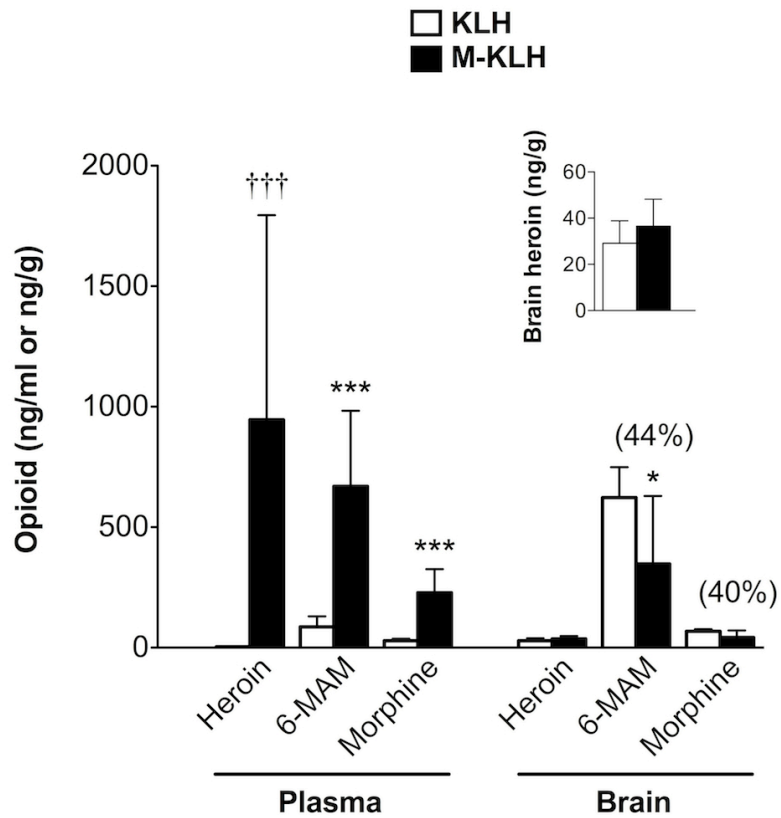 KLH
M-KLH
Opioid (ng/ml or ng/g)
2000
1500
1000
500
0
†††
***
***
(44%)
*
(40%)
Brain heroin (ng/g)
60
40
20
0
Heroin
6-MAM
Morphine
Heroin
6-MAM
Morphine
Plasma
Brain